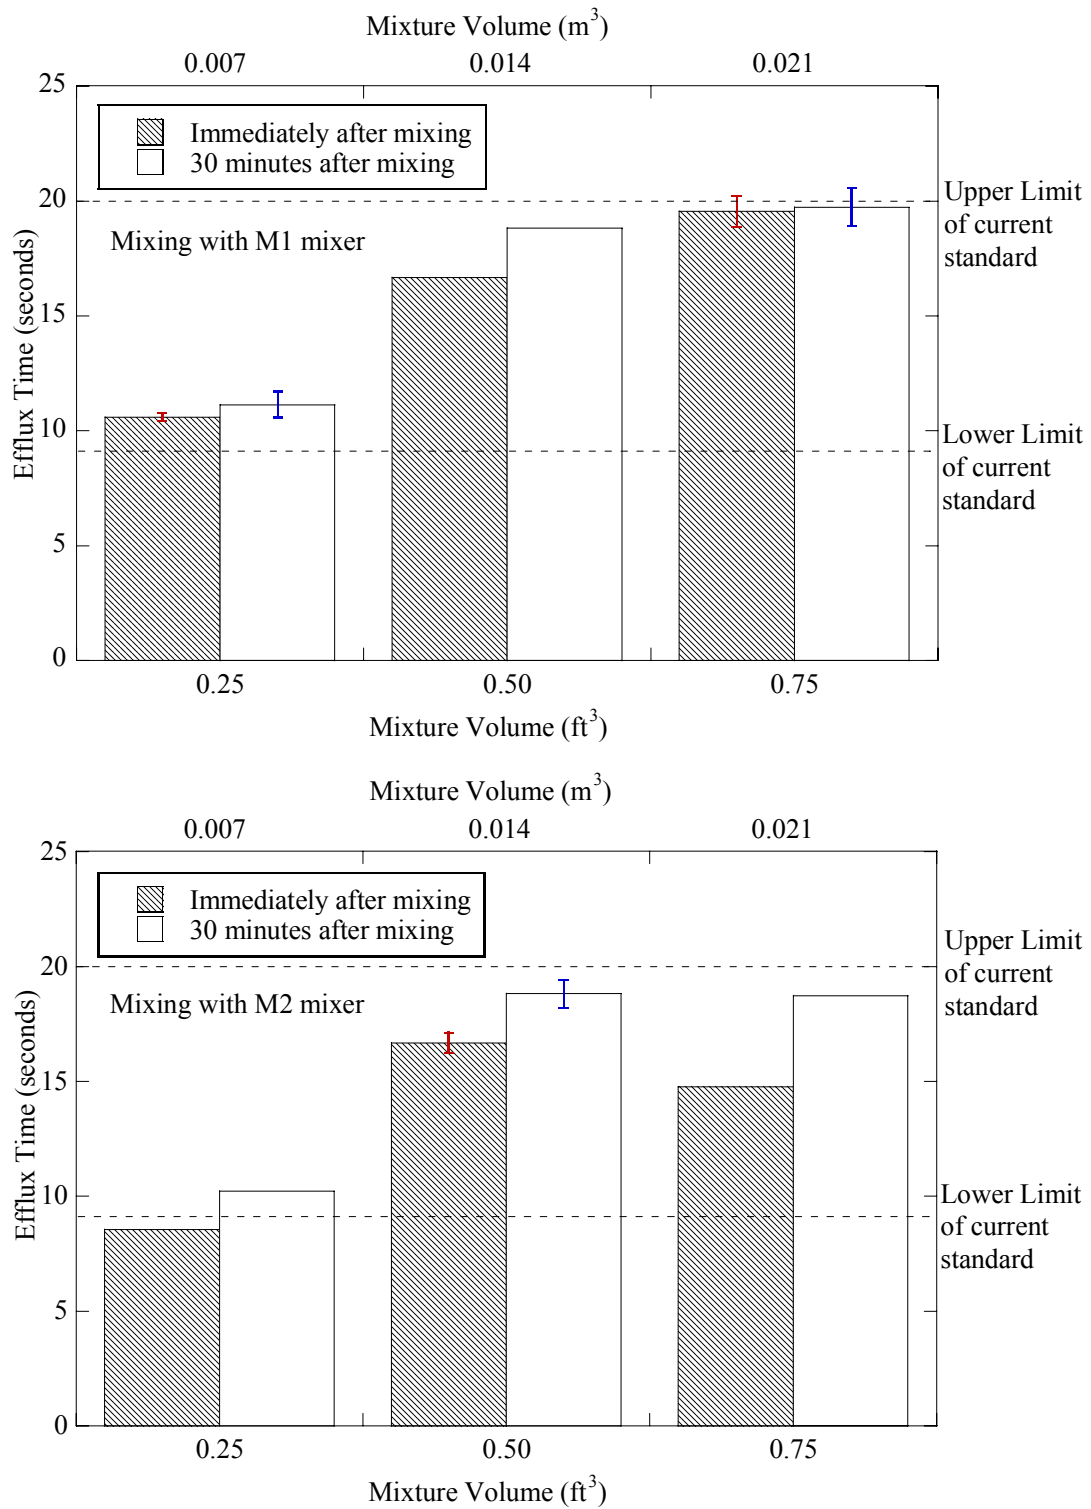 Mixture Volume (m³)
0.007 0.014 0.021
25
Immediately after mixing
30 minutes after mixing
20
Upper Limit
of current
standard
Mixing with M1 mixer
15
Efflux Time (seconds)
10
Lower Limit
of current
standard
5
0
0.25 0.50 0.75
Mixture Volume (ft³)
Mixture Volume (m³)
0.007 0.014 0.021
25
Immediately after mixing
30 minutes after mixing
20
Upper Limit
of current
standard
Mixing with M2 mixer
15
Efflux Time (seconds)
10
Lower Limit
of current
standard
5
0
0.25 0.50 0.75
Mixture Volume (ft³)